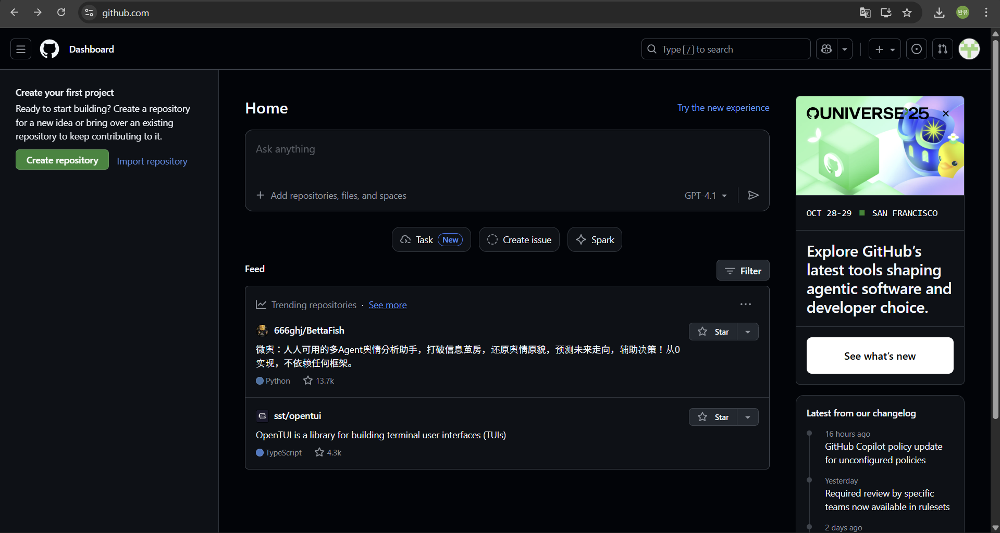 github.com
완유
Dashboard
Type / to search
Create your first project
Ready to start building? Create a repository
for a new idea or bring over an existing
repository to keep contributing to it.
Create repository
Import repository
Home
Try the new experience
Ask anything
Add repositories, files, and spaces
GPT-4.1
Task New
Create issue
Spark
Feed
Filter
Trending repositories · See more
666ghj/BettaFish
Star
微舆：人人可用的多Agent舆情分析助手，打破信息茧房，还原舆情原貌，预测未来走向，辅助决策！从0
实现，不依赖任何框架。
Python
13.7k
sst/opentui
Star
OpenTUI is a library for building terminal user interfaces (TUIs)
TypeScript
4.3k
UNIVERSE'25
OCT 28-29 SAN FRANCISCO
Explore GitHub’s
latest tools shaping
agentic software and
developer choice.
See what’s new
Latest from our changelog
16 hours ago
GitHub Copilot policy update
for unconfigured policies
Yesterday
Required review by specific
teams now available in rulesets
2 days ago